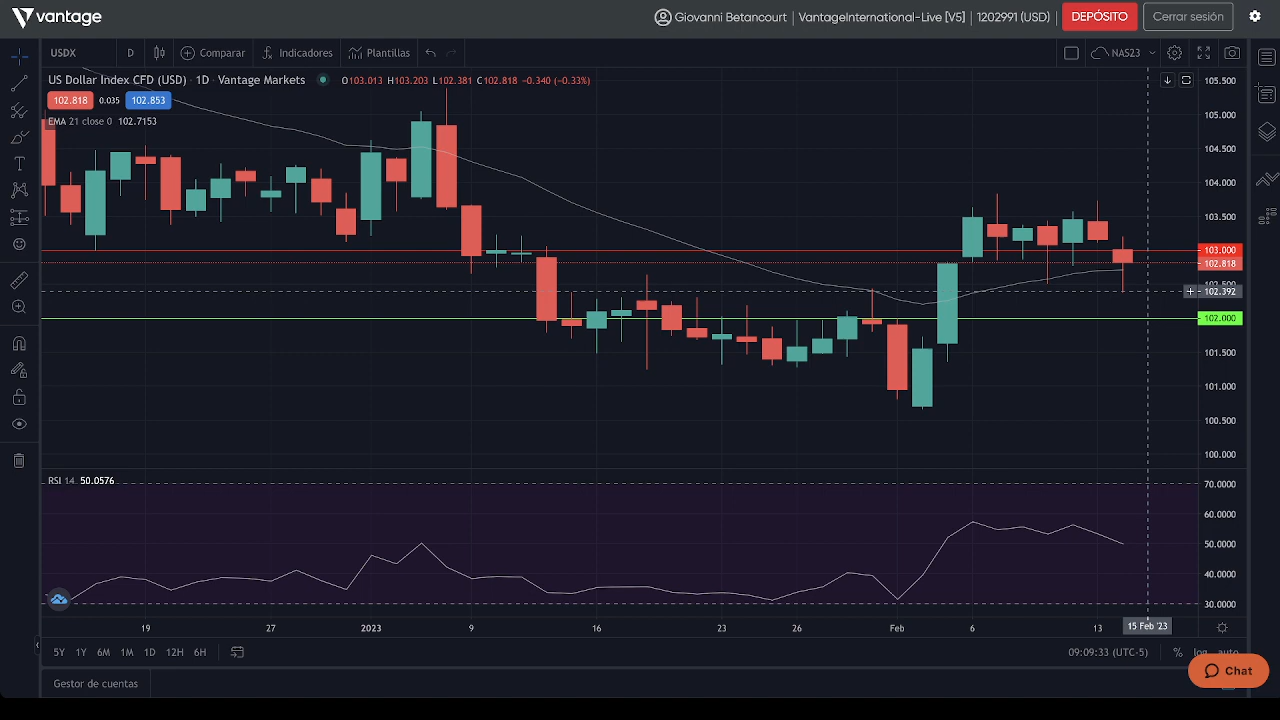 vantage
Giovanni Betancourt | VantageInternational-Live [V5] | 1202991 (USD)
DEPÓSITO
Cerrar sesión
USDX
D
Comparar
Indicadores
Plantillas
NAS23
US Dollar Index CFD (USD) · 1D · Vantage Markets
O103.013 H103.203 L102.381 C102.818 −0.340 (−0.33%)
102.818
0.035
102.853
EMA 21 close 0 102.7153
105.500
105.000
104.500
104.000
103.500
103.000
102.818
102.392
102.000
101.500
101.000
100.500
100.000
RSI 14 50.0576
70.0000
60.0000
50.0000
40.0000
30.0000
19
27
2023
9
16
23
26
Feb
6
13
15 Feb '23
5Y
1Y
6M
1M
1D
12H
6H
09:09:33 (UTC-5)
%
log
auto
Chat
Gestor de cuentas